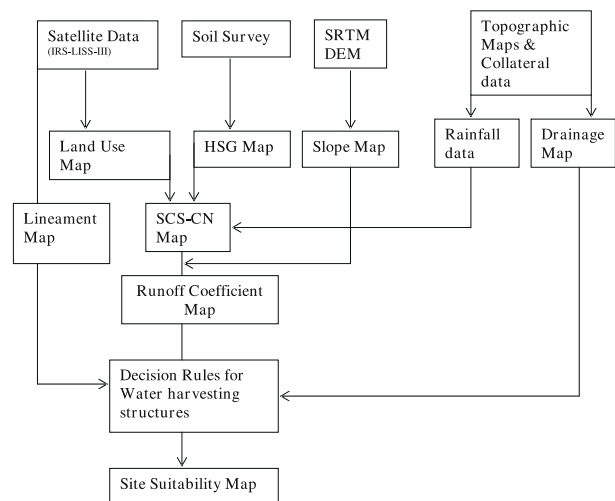 Satellite Data
(IRS-LISS-III)
Soil Survey
SRTM
DEM
Topographic
Maps &
Collateral
data
Land Use
Map
HSG Map
Slope Map
Rainfall
data
Drainage
Map
Lineament
Map
SCS-CN
Map
Runoff Coefficient
Map
Decision Rules for
Water harvesting
structures
Site Suitability Map